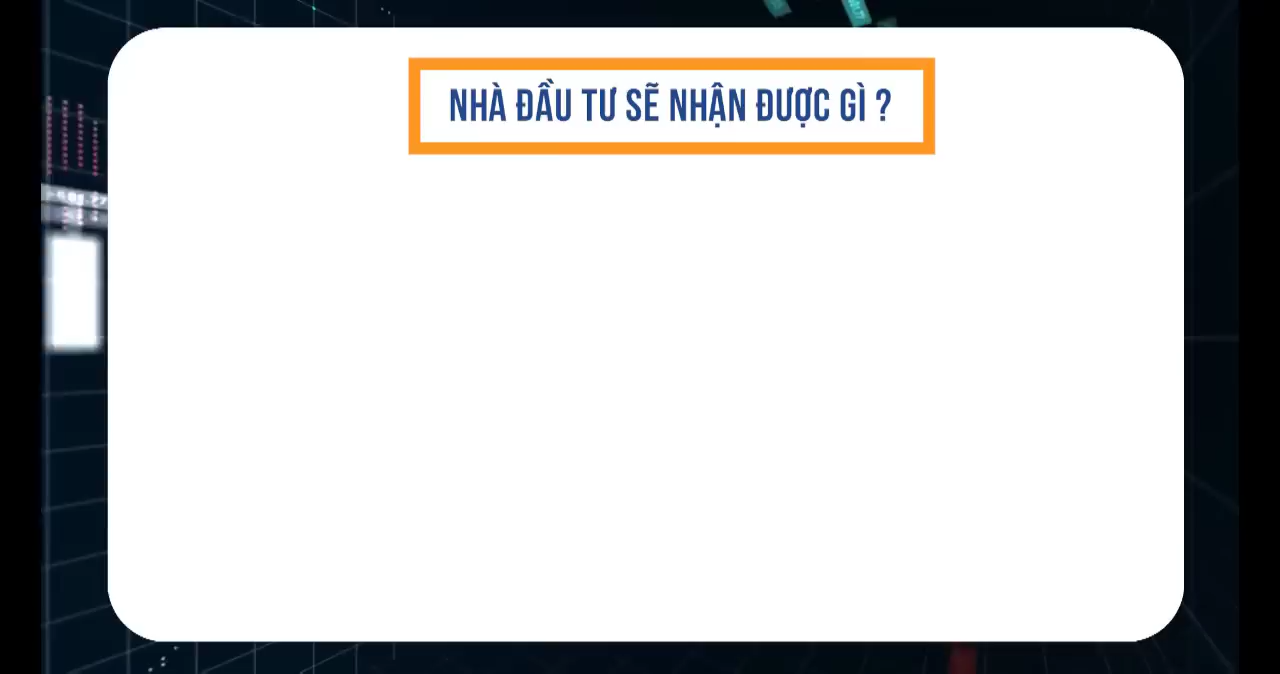 NHÀ ĐẦU TƯ SẼ NHẬN ĐƯỢC GÌ ?